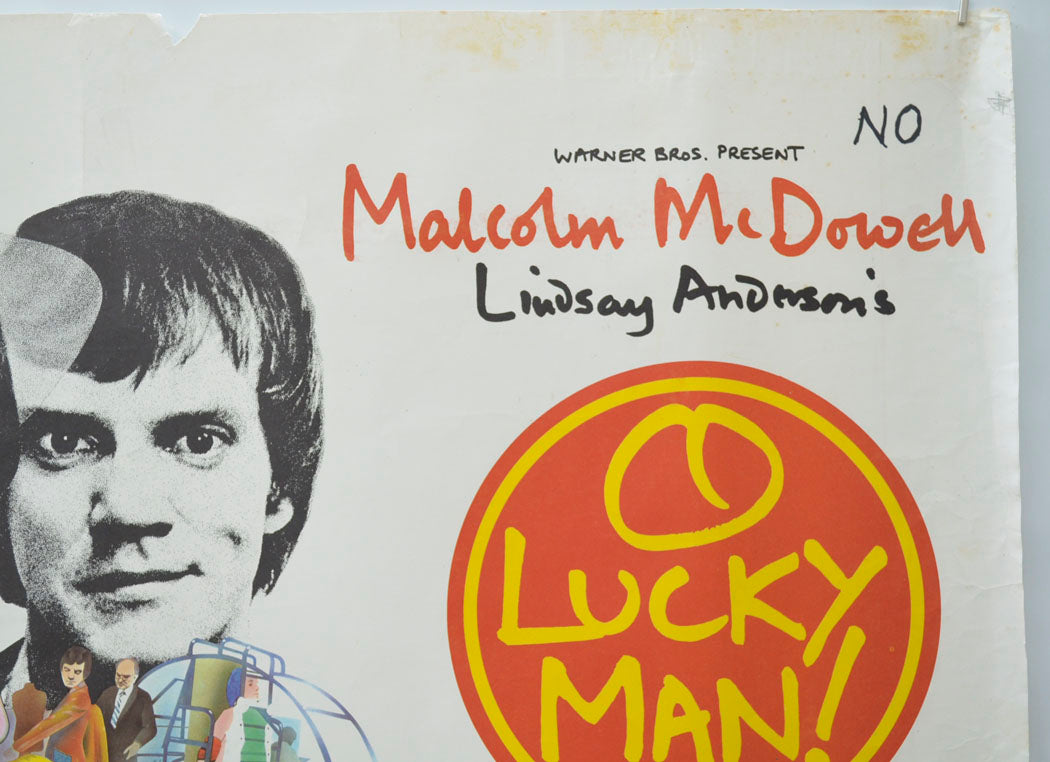 NO
WARNER BROS. PRESENT
Malcolm McDowell
Lindsay Anderson's
O
LUCKY
MAN!